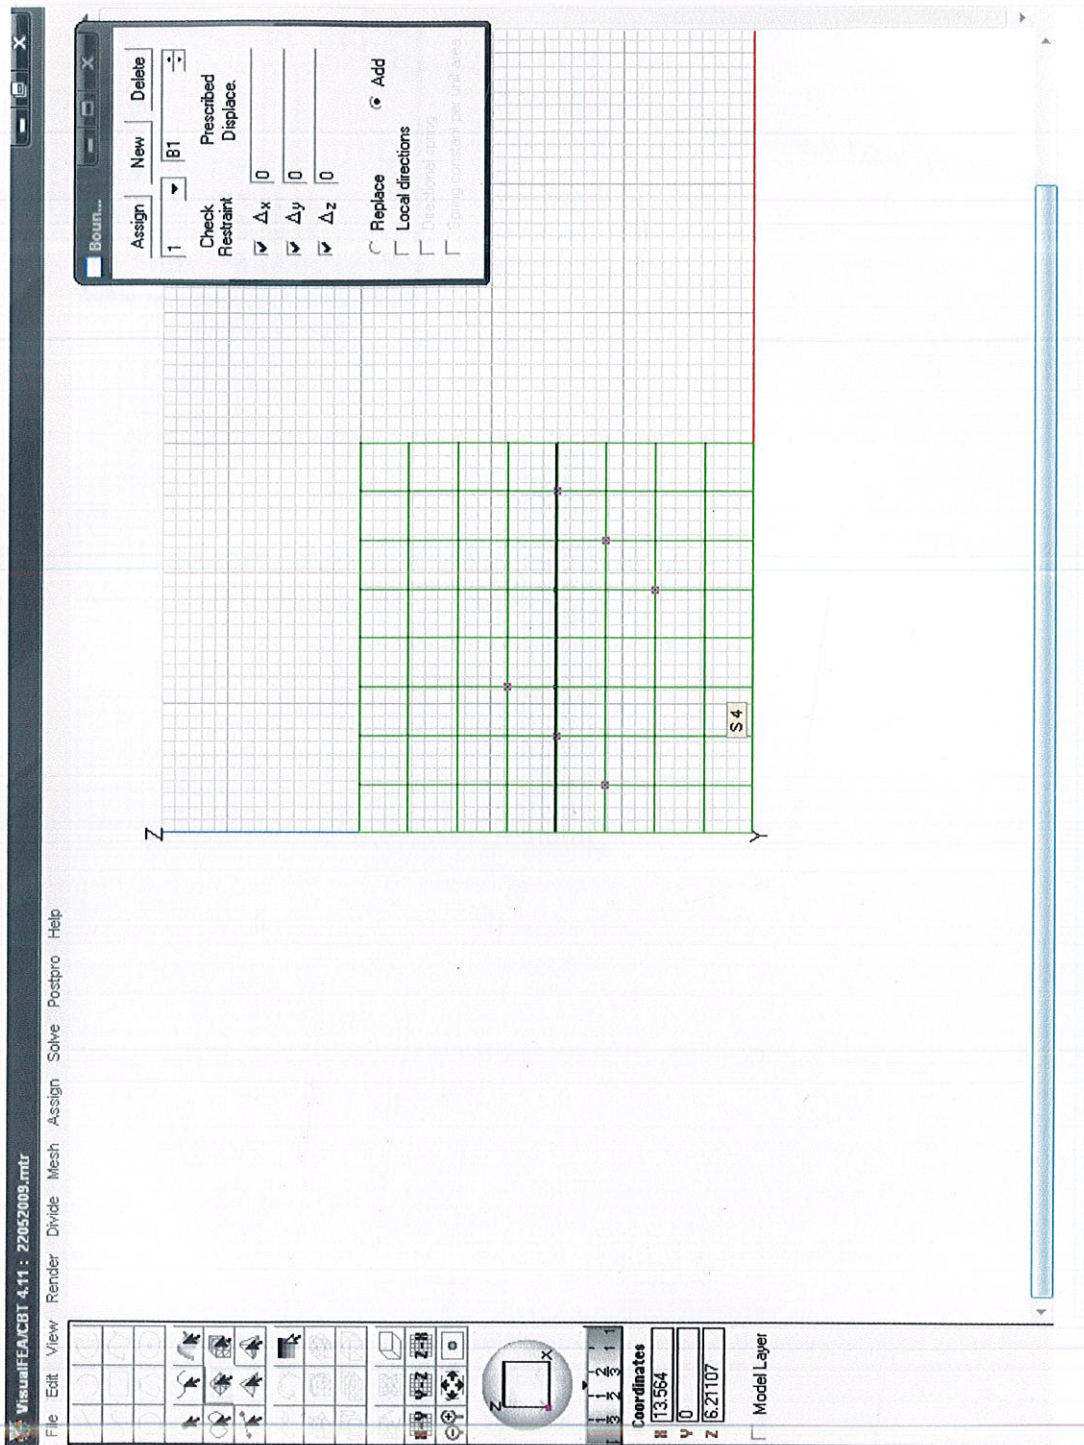 VisualFEA/CBT 4.11 : 22052009.mtr
File Edit View Render Divide Mesh Assign Solve Postpro Help
Boun...
Assign New Delete
1 B1
Check Restraint
Prescribed Displace.
Δx 0
Δy 0
Δz 0
Replace Add
Local directions
Directional spring
Spring constant per unit area
Z
Y
S 4
X-Y Y-Z Z-X
Z
X
Coordinates
X 13.564
Y 0
Z 6.21107
Model Layer